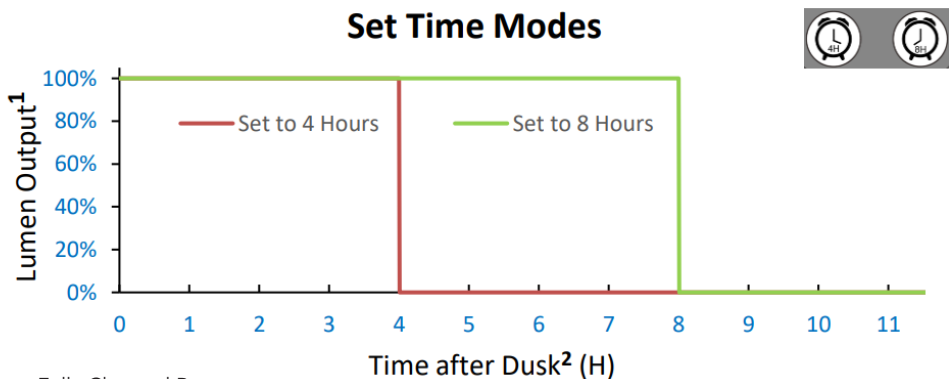 Set Time Modes
4H
8H
Lumen Output¹
100%
80%
60%
40%
20%
0%
Set to 4 Hours
Set to 8 Hours
0 1 2 3 4 5 6 7 8 9 10 11
Time after Dusk² (H)